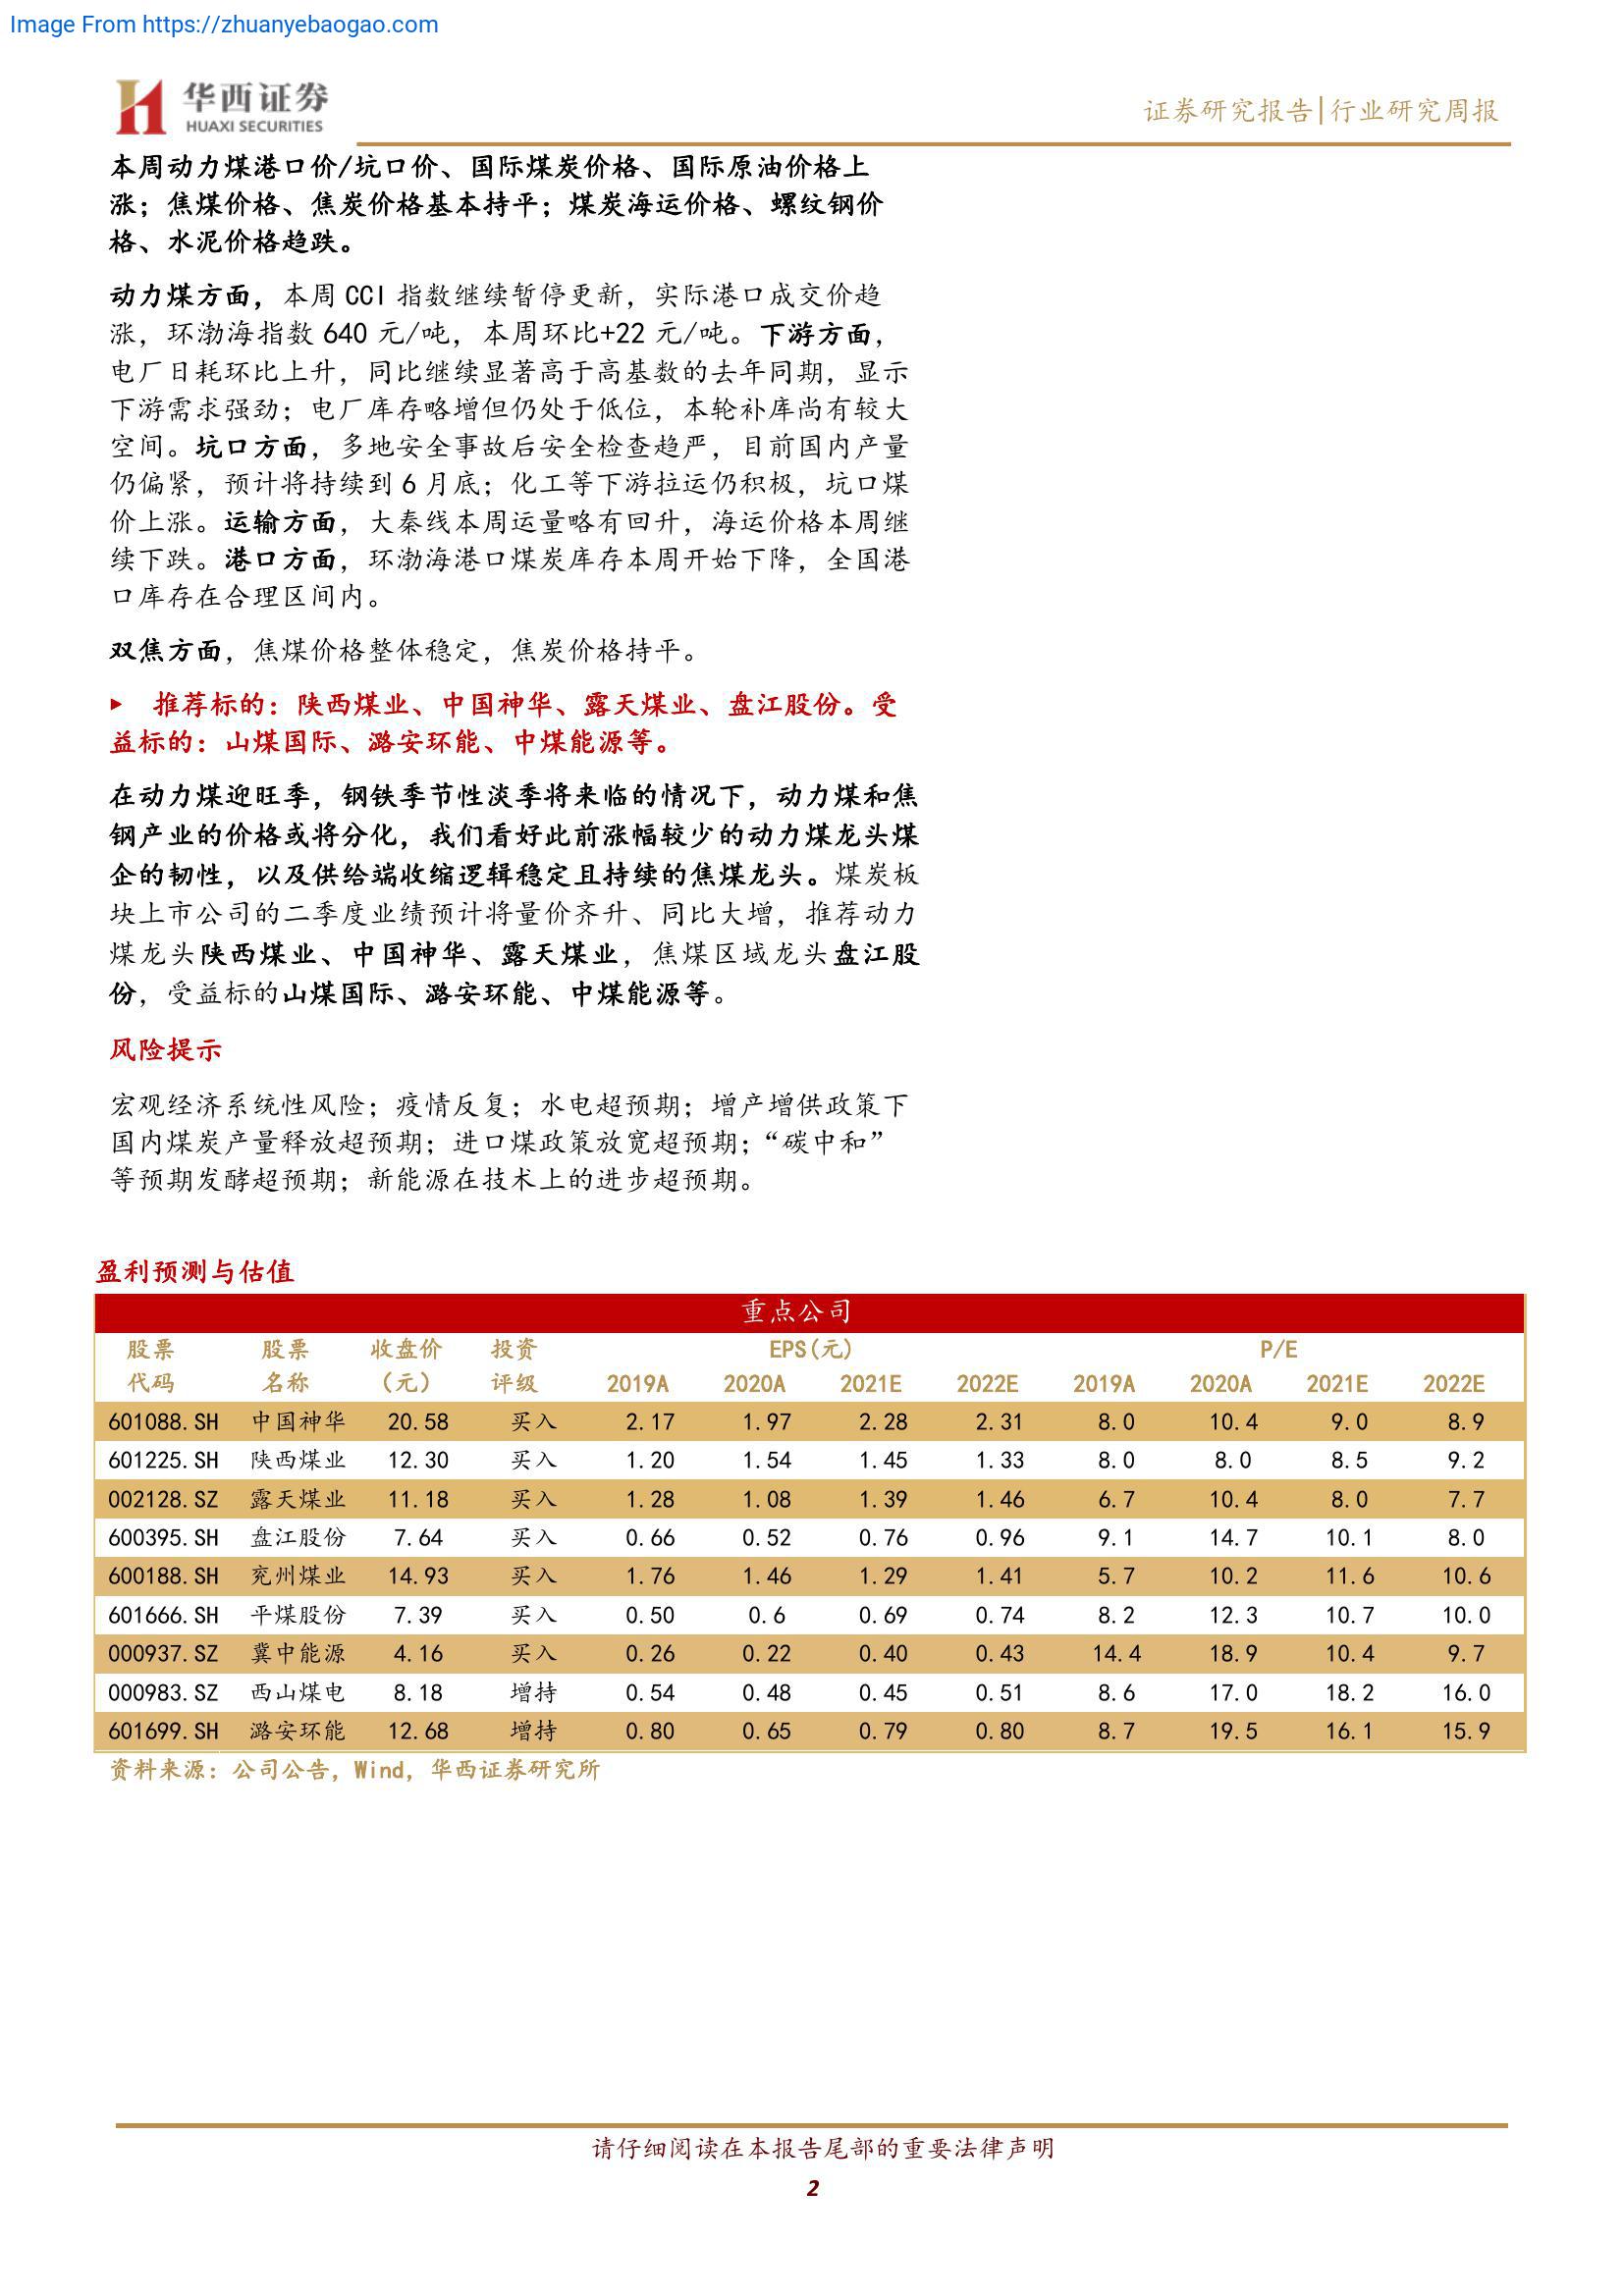 Image From https://zhuanyebaogao.com
华西证券
HUAXI SECURITIES
证券研究报告|行业研究周报
本周动力煤港口价/坑口价、国际煤炭价格、国际原油价格上
涨；焦煤价格、焦炭价格基本持平；煤炭海运价格、螺纹钢价
格、水泥价格趋跌。
动力煤方面，本周 CCI 指数继续暂停更新，实际港口成交价趋
涨，环渤海指数 640 元/吨，本周环比+22 元/吨。下游方面，
电厂日耗环比上升，同比继续显著高于高基数的去年同期，显示
下游需求强劲；电厂库存略增但仍处于低位，本轮补库尚有较大
空间。坑口方面，多地安全事故后安全检查趋严，目前国内产量
仍偏紧，预计将持续到 6 月底；化工等下游拉运仍积极，坑口煤
价上涨。运输方面，大秦线本周运量略有回升，海运价格本周继
续下跌。港口方面，环渤海港口煤炭库存本周开始下降，全国港
口库存在合理区间内。
双焦方面，焦煤价格整体稳定，焦炭价格持平。
▶ 推荐标的：陕西煤业、中国神华、露天煤业、盘江股份。受
益标的：山煤国际、潞安环能、中煤能源等。
在动力煤迎旺季，钢铁季节性淡季将来临的情况下，动力煤和焦
钢产业的价格或将分化，我们看好此前涨幅较少的动力煤龙头煤
企的韧性，以及供给端收缩逻辑稳定且持续的焦煤龙头。煤炭板
块上市公司的二季度业绩预计将量价齐升、同比大增，推荐动力
煤龙头陕西煤业、中国神华、露天煤业，焦煤区域龙头盘江股
份，受益标的山煤国际、潞安环能、中煤能源等。
风险提示
宏观经济系统性风险；疫情反复；水电超预期；增产增供政策下
国内煤炭产量释放超预期；进口煤政策放宽超预期；“碳中和”
等预期发酵超预期；新能源在技术上的进步超预期。
盈利预测与估值
重点公司
股票 股票 收盘价 投资 EPS(元) P/E
代码 名称 （元） 评级 2019A 2020A 2021E 2022E 2019A 2020A 2021E 2022E
601088.SH 中国神华 20.58 买入 2.17 1.97 2.28 2.31 8.0 10.4 9.0 8.9
601225.SH 陕西煤业 12.30 买入 1.20 1.54 1.45 1.33 8.0 8.0 8.5 9.2
002128.SZ 露天煤业 11.18 买入 1.28 1.08 1.39 1.46 6.7 10.4 8.0 7.7
600395.SH 盘江股份 7.64 买入 0.66 0.52 0.76 0.96 9.1 14.7 10.1 8.0
600188.SH 兖州煤业 14.93 买入 1.76 1.46 1.29 1.41 5.7 10.2 11.6 10.6
601666.SH 平煤股份 7.39 买入 0.50 0.6 0.69 0.74 8.2 12.3 10.7 10.0
000937.SZ 冀中能源 4.16 买入 0.26 0.22 0.40 0.43 14.4 18.9 10.4 9.7
000983.SZ 西山煤电 8.18 增持 0.54 0.48 0.45 0.51 8.6 17.0 18.2 16.0
601699.SH 潞安环能 12.68 增持 0.80 0.65 0.79 0.80 8.7 19.5 16.1 15.9
资料来源：公司公告，Wind，华西证券研究所
请仔细阅读在本报告尾部的重要法律声明
2